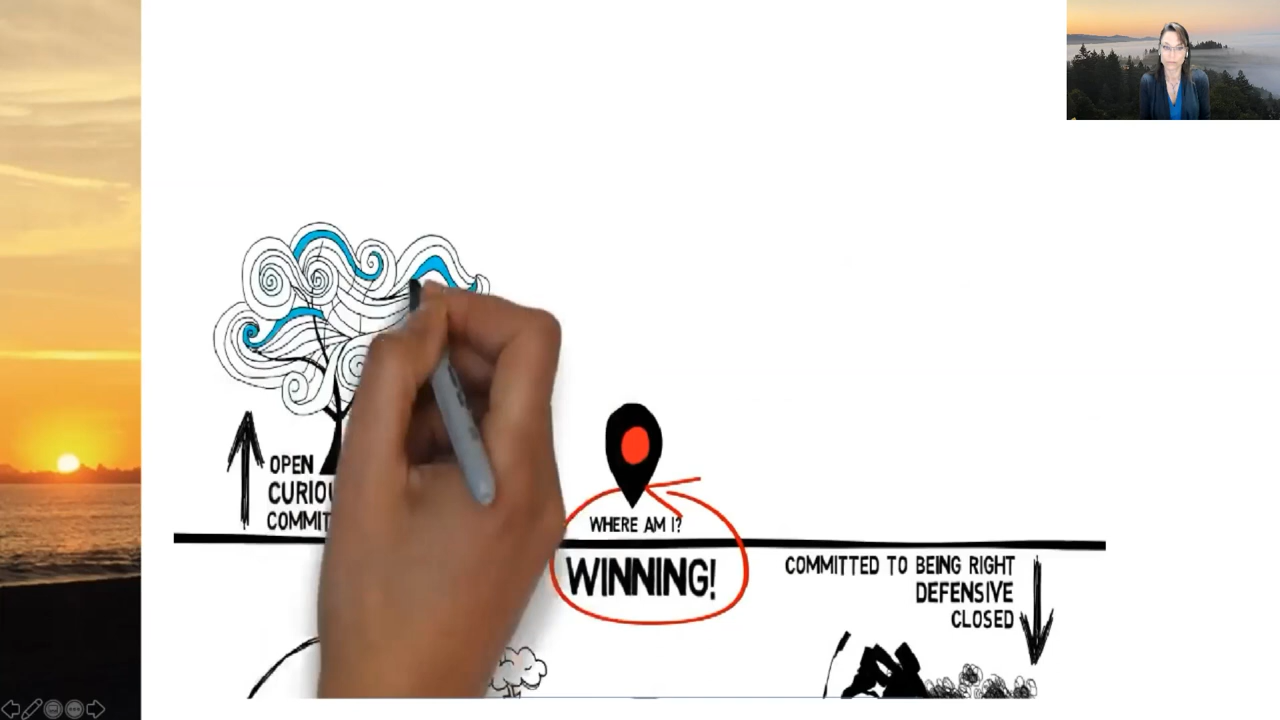 OPEN
WHERE AM I?
WINNING!
COMMITTED TO BEING RIGHT
DEFENSIVE
CLOSED